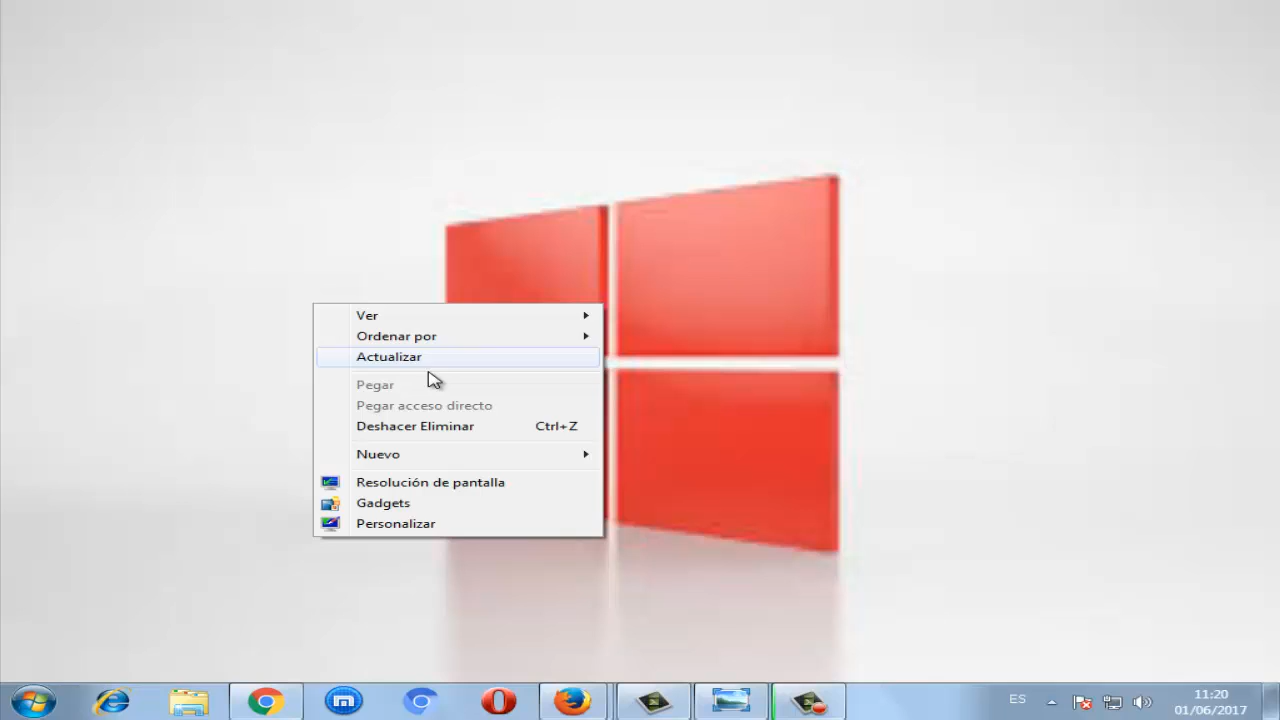 Ver
Ordenar por
Actualizar
Pegar
Pegar acceso directo
Deshacer Eliminar Ctrl+Z
Nuevo
Resolución de pantalla
Gadgets
Personalizar
ES
11:20
01/06/2017